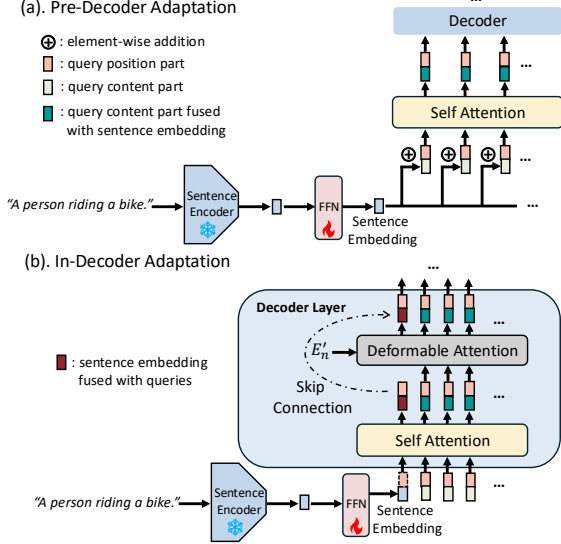 (a). Pre-Decoder Adaptation
...
Decoder
⊕ : element-wise addition
: query position part
: query content part
: query content part fused
with sentence embedding
...
Self Attention
...
"A person riding a bike."
Sentence
Encoder
FFN
Sentence
Embedding
...
(b). In-Decoder Adaptation
...
Decoder Layer
...
E'n
Deformable Attention
: sentence embedding
fused with queries
Skip
Connection
...
Self Attention
"A person riding a bike."
Sentence
Encoder
FFN
Sentence
Embedding
...